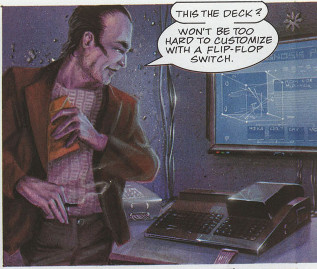 THIS THE DECK?
WON'T BE TOO
HARD TO CUSTOMIZE
WITH A FLIP-FLOP
SWITCH.